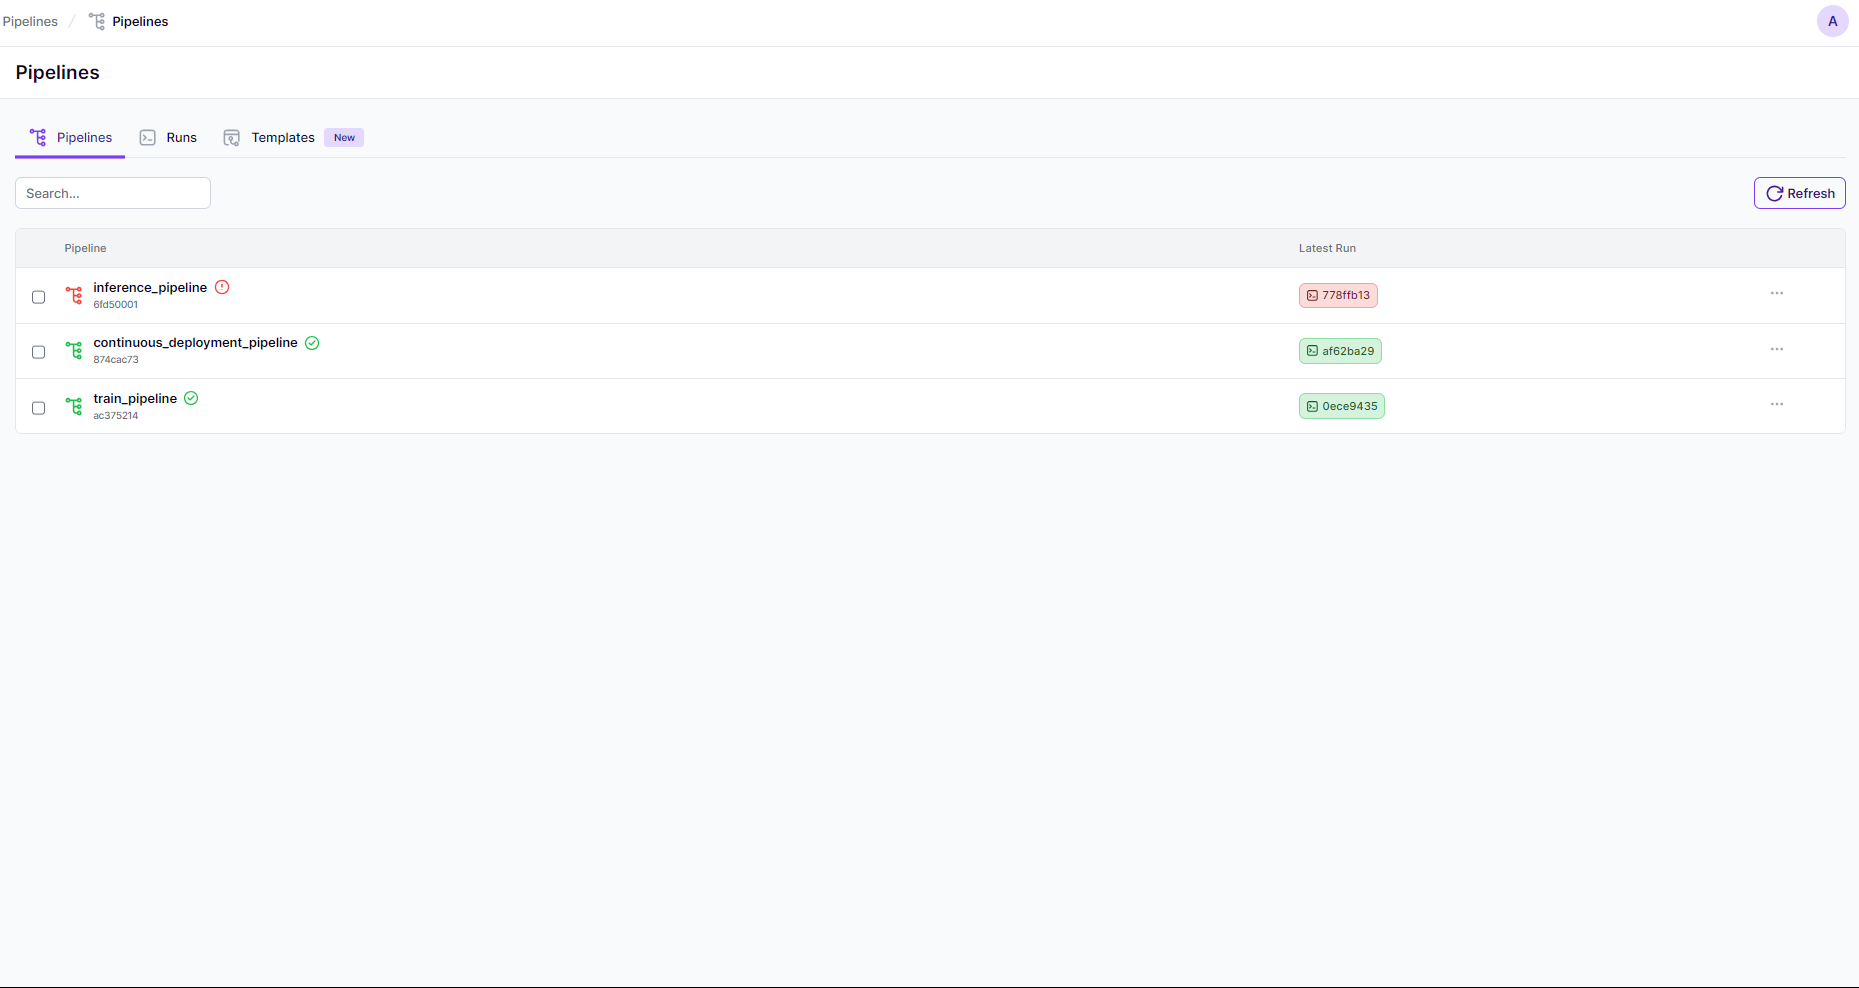 Pipelines / Pipelines
A
Pipelines
Pipelines Runs Templates New
Search...
Refresh
Pipeline Latest Run
inference_pipeline
6fd50001
778ffb13
continuous_deployment_pipeline
874cac73
af62ba29
train_pipeline
ac375214
0ece9435